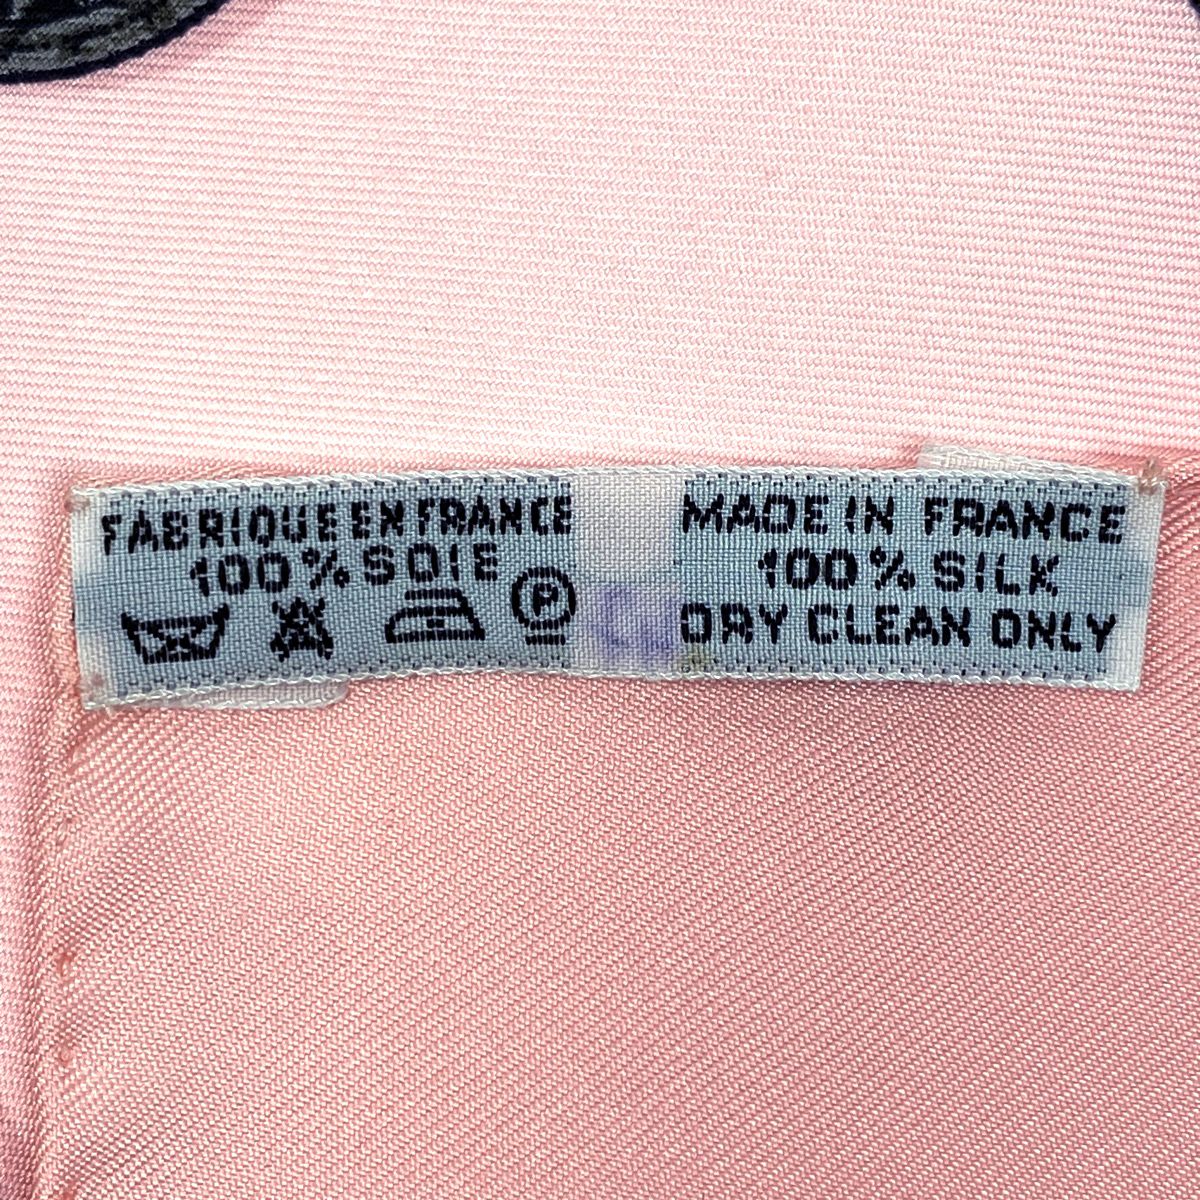 FABRIQUE EN FRANCE
100% SOIE
P
MADE IN FRANCE
100% SILK
DRY CLEAN ONLY